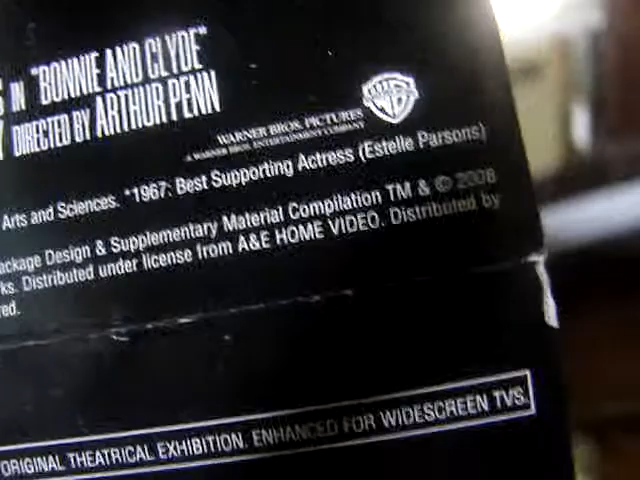 IN "BONNIE AND CLYDE"
DIRECTED BY ARTHUR PENN
WARNER BROS. PICTURES
A WARNER BROS. ENTERTAINMENT COMPANY
Arts and Sciences. *1967: Best Supporting Actress (Estelle Parsons)
ackage Design & Supplementary Material Compilation TM & © 2008
ks. Distributed under license from A&E HOME VIDEO. Distributed by
ed.
ORIGINAL THEATRICAL EXHIBITION. ENHANCED FOR WIDESCREEN TVS.